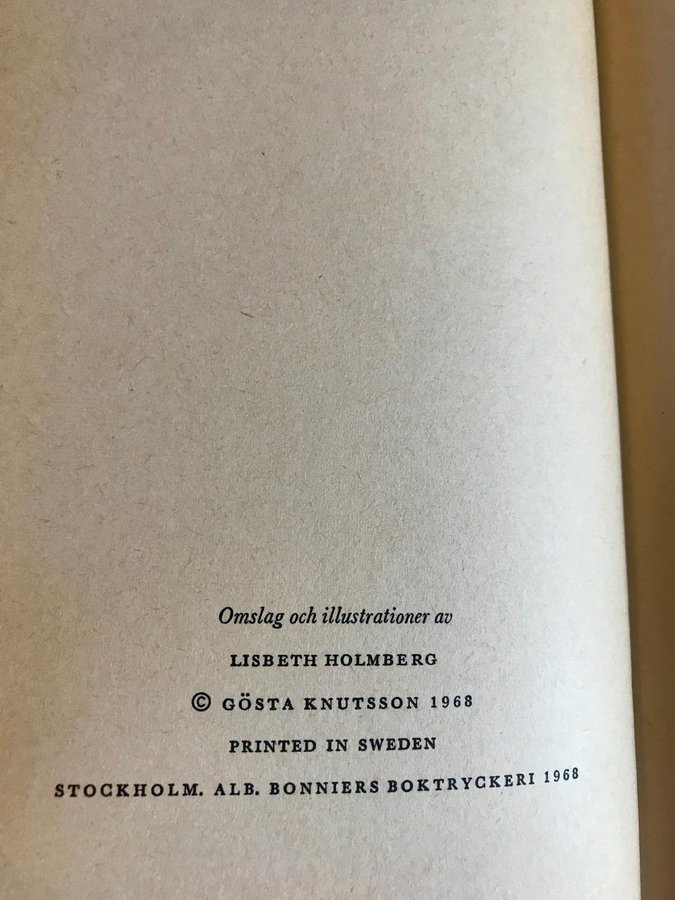 Omslag och illustrationer av
LISBETH HOLMBERG
© GÖSTA KNUTSSON 1968
PRINTED IN SWEDEN
STOCKHOLM. ALB. BONNIERS BOKTRYCKERI 1968